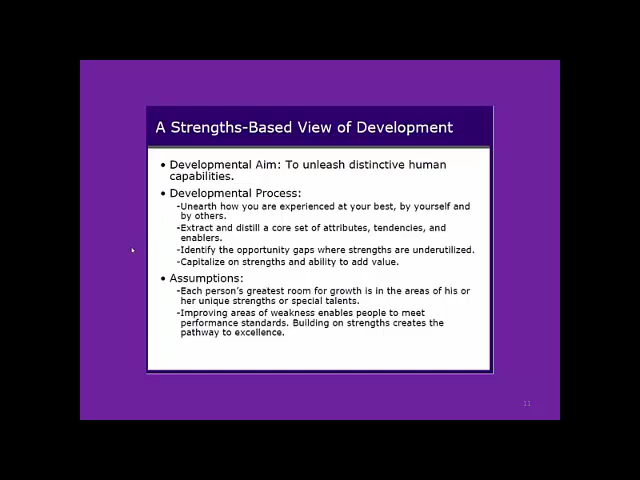 A Strengths-Based View of Development
• Developmental Aim: To unleash distinctive human
capabilities.
• Developmental Process:
-Unearth how you are experienced at your best, by yourself and
by others.
-Extract and distill a core set of attributes, tendencies, and
enablers.
-Identify the opportunity gaps where strengths are underutilized.
-Capitalize on strengths and ability to add value.
• Assumptions:
-Each person's greatest room for growth is in the areas of his or
her unique strengths or special talents.
-Improving areas of weakness enables people to meet
performance standards. Building on strengths creates the
pathway to excellence.